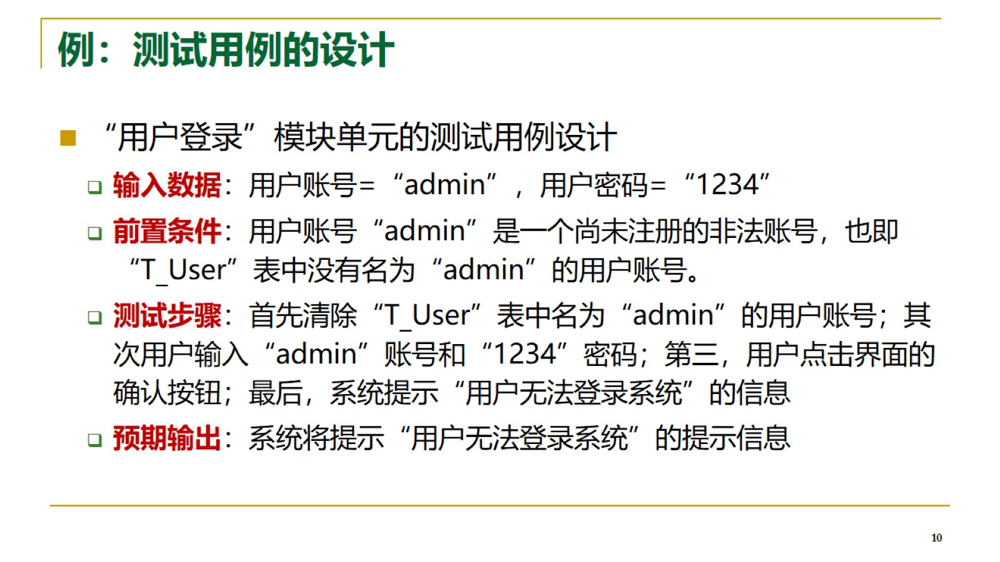 例：测试用例的设计
“用户登录”模块单元的测试用例设计
输入数据：用户账号=“admin”，用户密码=“1234”
前置条件：用户账号“admin”是一个尚未注册的非法账号，也即
“T_User”表中没有名为“admin”的用户账号。
测试步骤：首先清除“T_User”表中名为“admin”的用户账号；其
次用户输入“admin”账号和“1234”密码；第三，用户点击界面的
确认按钮；最后，系统提示“用户无法登录系统”的信息
预期输出：系统将提示“用户无法登录系统”的提示信息
10